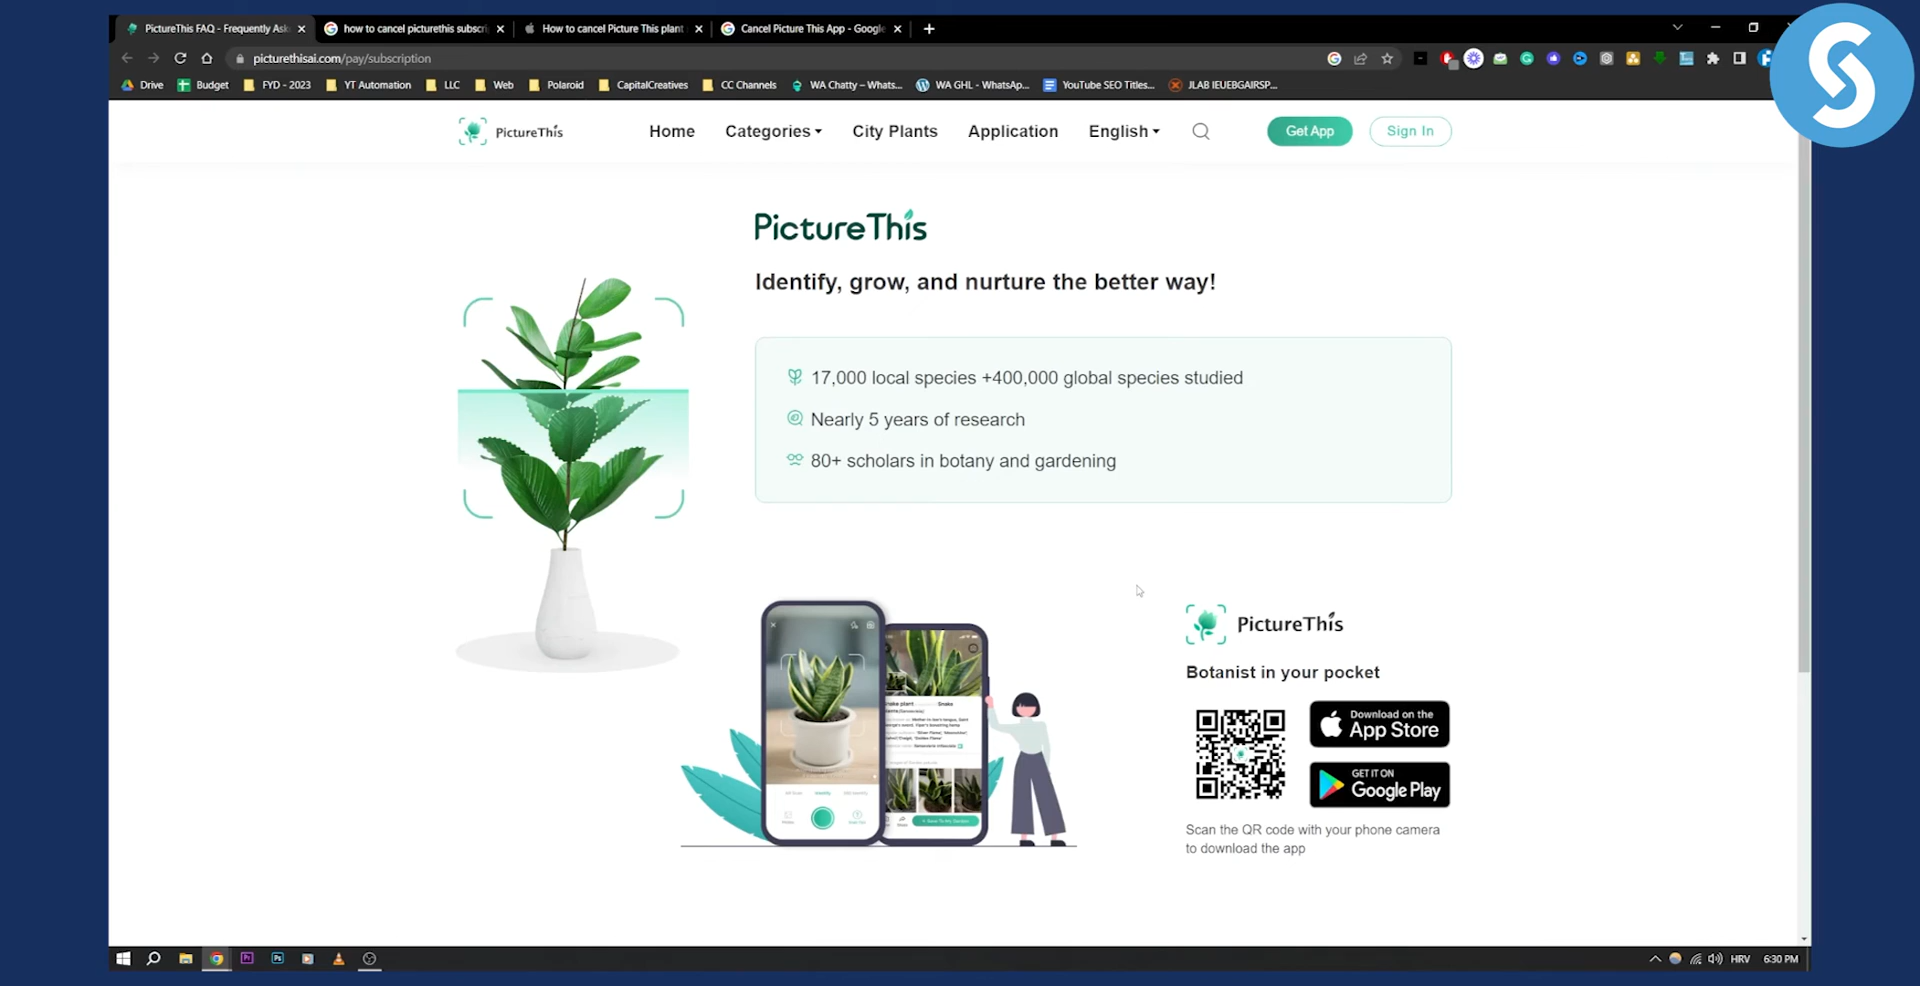 PictureThis FAQ - Frequently Ask
how to cancel picturethis subscri
How to cancel Picture This plant
Cancel Picture This App - Google
picturethisai.com/pay/subscription
Drive
Budget
FYD - 2023
YT Automation
LLC
Web
Polaroid
CapitalCreatives
CC Channels
WA Chatty – Whats...
WA GHL - WhatsAp...
YouTube SEO Titles...
JLAB IEUEBGAIRSP...
PictureThis
Home
Categories
City Plants
Application
English
Get App
Sign In
PictureThis
Identify, grow, and nurture the better way!
17,000 local species +400,000 global species studied
Nearly 5 years of research
80+ scholars in botany and gardening
PictureThis
Botanist in your pocket
Download on the
App Store
GET IT ON
Google Play
Scan the QR code with your phone camera
to download the app
HRV
6:30 PM